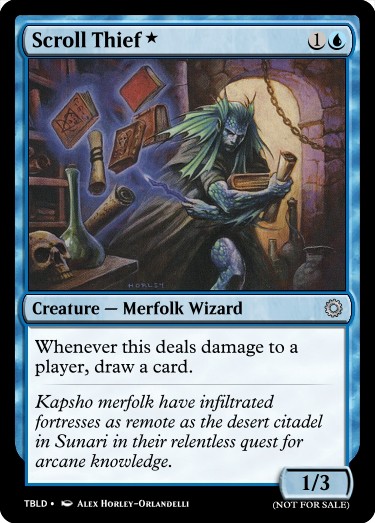 Scroll Thief ★ 1
HORLEY
Creature — Merfolk Wizard
Whenever this deals damage to a
player, draw a card.
Kapsho merfolk have infiltrated
fortresses as remote as the desert citadel
in Sunari in their relentless quest for
arcane knowledge.
1/3
TBLD • Alex Horley-Orlandelli
(NOT FOR SALE)